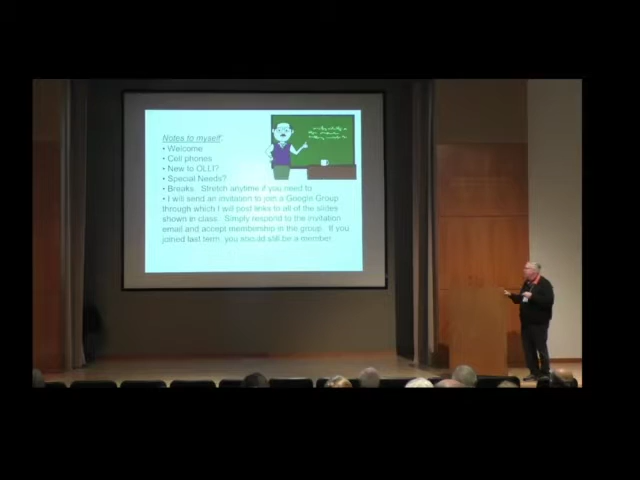 Notes to myself:
• Welcome
• Cell phones
• New to OLLI?
• Special Needs?
• Breaks. Stretch anytime if you need to
• I will send an invitation to join a Google Group
through which I will post links to all of the slides
shown in class. Simply respond to the invitation
email and accept membership in the group. If you
joined last term, you should still be a member.